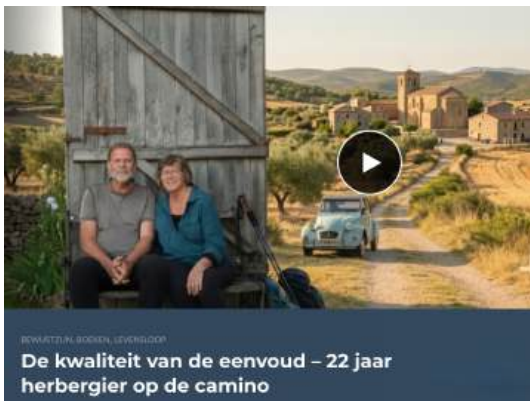 BEWUSTZIJN, BOEKEN, LEVENSLOOP
De kwaliteit van de eenvoud – 22 jaar
herbergier op de camino